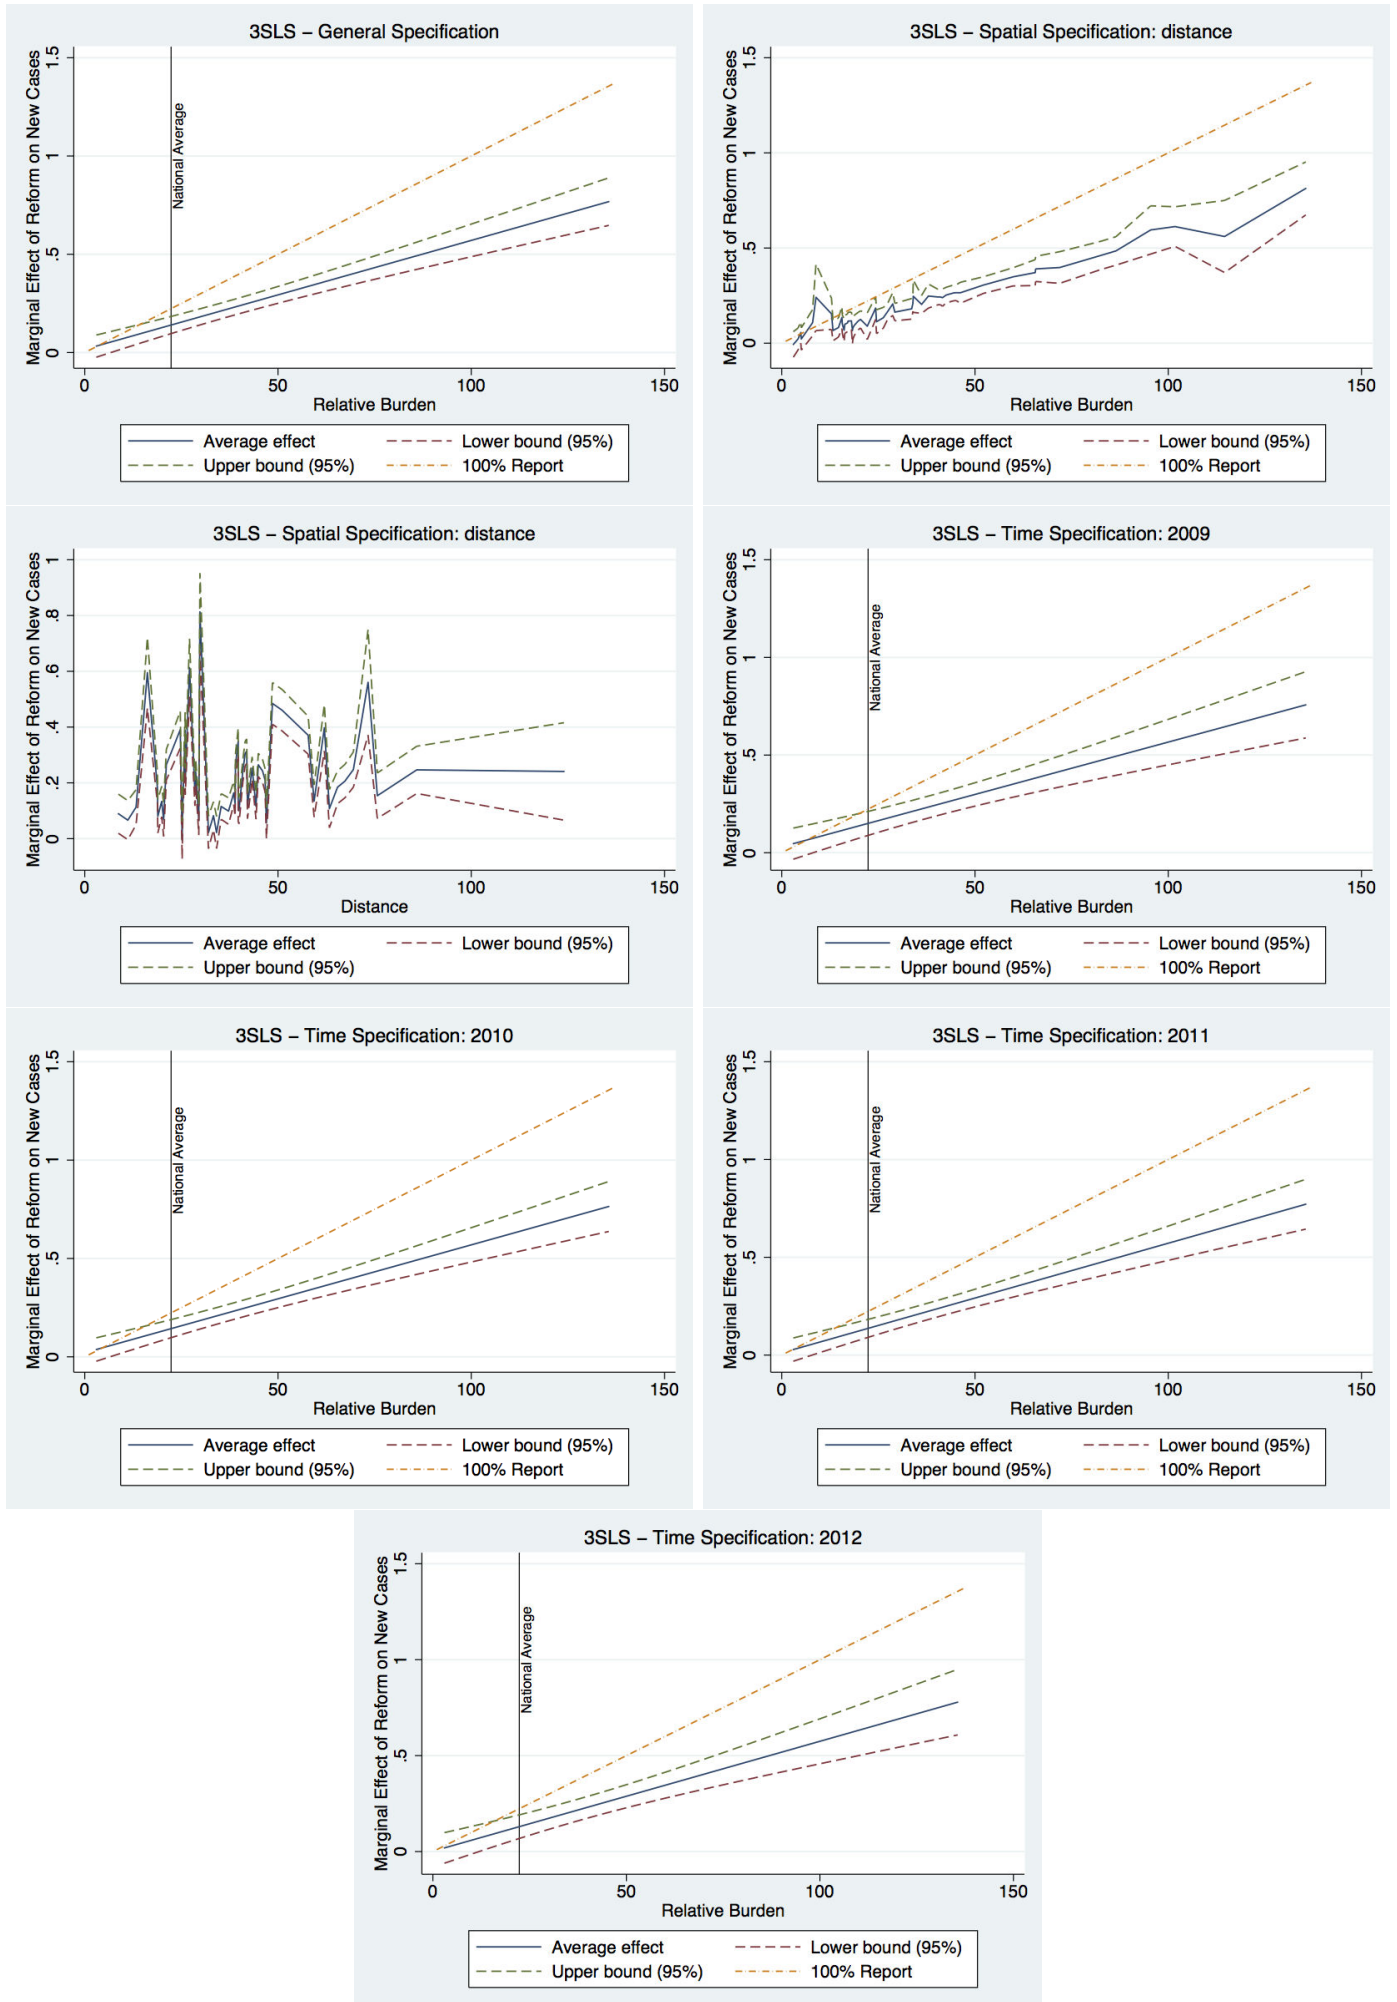 3SLS – General Specification
Marginal Effect of Reform on New Cases
0 .5 1 1.5
National Average
0 50 100 150
Relative Burden
Average effect Lower bound (95%)
Upper bound (95%) 100% Report
3SLS – Spatial Specification: distance
Marginal Effect of Reform on New Cases
0 .5 1 1.5
0 50 100 150
Relative Burden
Average effect Lower bound (95%)
Upper bound (95%) 100% Report
3SLS – Spatial Specification: distance
Marginal Effect of Reform on New Cases
0 .2 .4 .6 .8 1
0 50 100 150
Distance
Average effect Lower bound (95%)
Upper bound (95%)
3SLS – Time Specification: 2009
Marginal Effect of Reform on New Cases
0 .5 1 1.5
National Average
0 50 100 150
Relative Burden
Average effect Lower bound (95%)
Upper bound (95%) 100% Report
3SLS – Time Specification: 2010
Marginal Effect of Reform on New Cases
0 .5 1 1.5
National Average
0 50 100 150
Relative Burden
Average effect Lower bound (95%)
Upper bound (95%) 100% Report
3SLS – Time Specification: 2011
Marginal Effect of Reform on New Cases
0 .5 1 1.5
National Average
0 50 100 150
Relative Burden
Average effect Lower bound (95%)
Upper bound (95%) 100% Report
3SLS – Time Specification: 2012
Marginal Effect of Reform on New Cases
0 .5 1 1.5
National Average
0 50 100 150
Relative Burden
Average effect Lower bound (95%)
Upper bound (95%) 100% Report